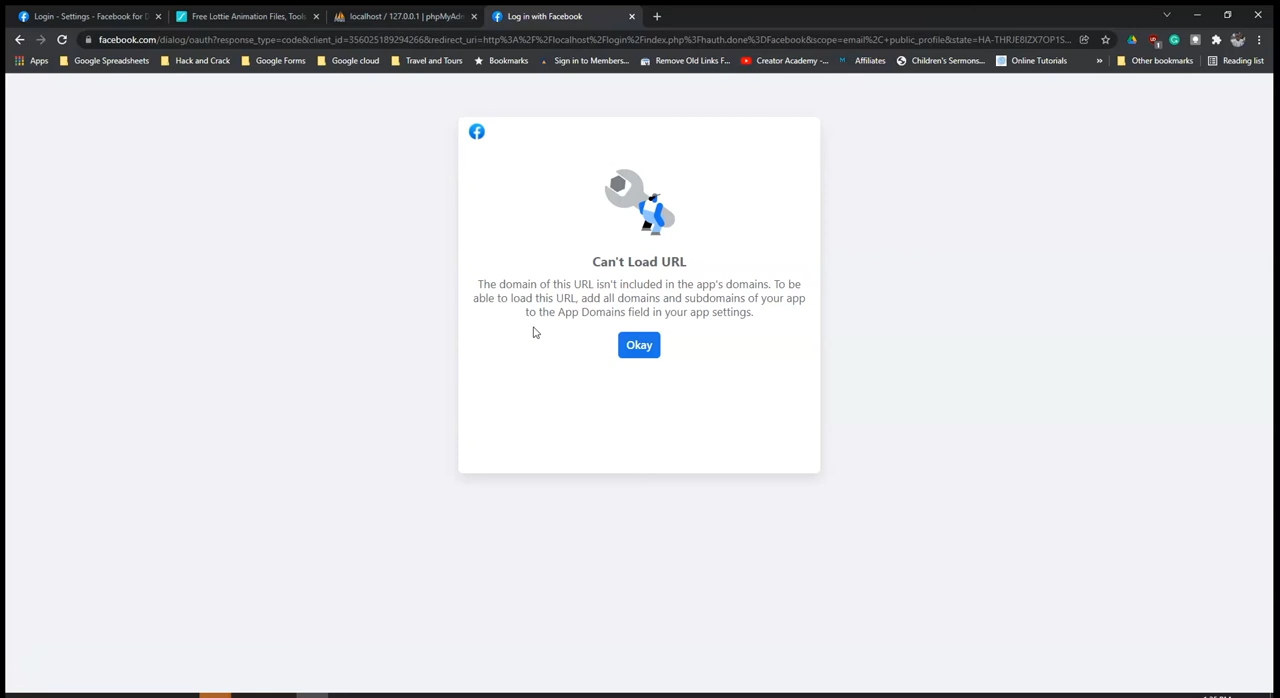 Login - Settings - Facebook for D
Free Lottie Animation Files, Tools
localhost / 127.0.0.1 | phpMyAdm
Log in with Facebook
facebook.com/dialog/oauth?response_type=code&client_id=356025189294266&redirect_uri=http%3A%2F%2Flocalhost%2Flogin%2Findex.php%3Fhauth.done%3DFacebook&scope=email%2C+public_profile&state=HA-THRJE8IZX7OP1S...
Apps Google Spreadsheets Hack and Crack Google Forms Google cloud Travel and Tours Bookmarks Sign in to Members... Remove Old Links F... Creator Academy -... Affiliates Children's Sermons... Online Tutorials » Other bookmarks Reading list
Can't Load URL
The domain of this URL isn't included in the app's domains. To be
able to load this URL, add all domains and subdomains of your app
to the App Domains field in your app settings.
Okay